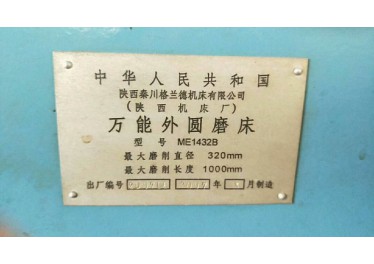 中华人民共和国
陕西秦川格兰德机床有限公司
(陕西机床厂)
万能外圆磨床
型号 ME1432B
最大磨削直径 320mm
最大磨削长度 1000mm
出厂编号 年 月制造